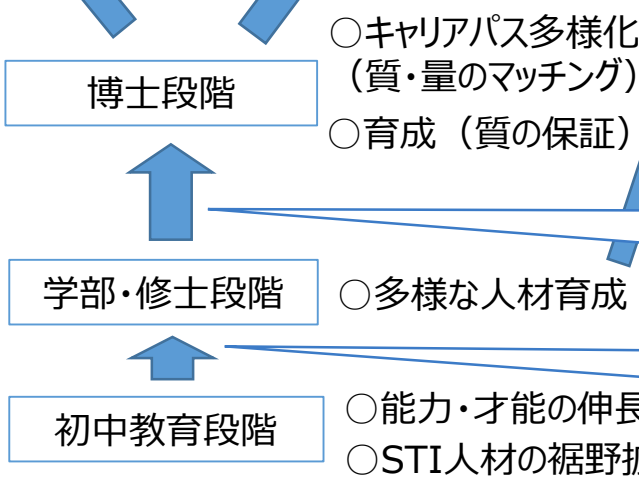 ○キャリアパス多様化
（質・量のマッチング）
博士段階
○育成（質の保証）
学部・修士段階
○多様な人材育成
○能力・才能の伸
初中教育段階
○STI人材の裾野